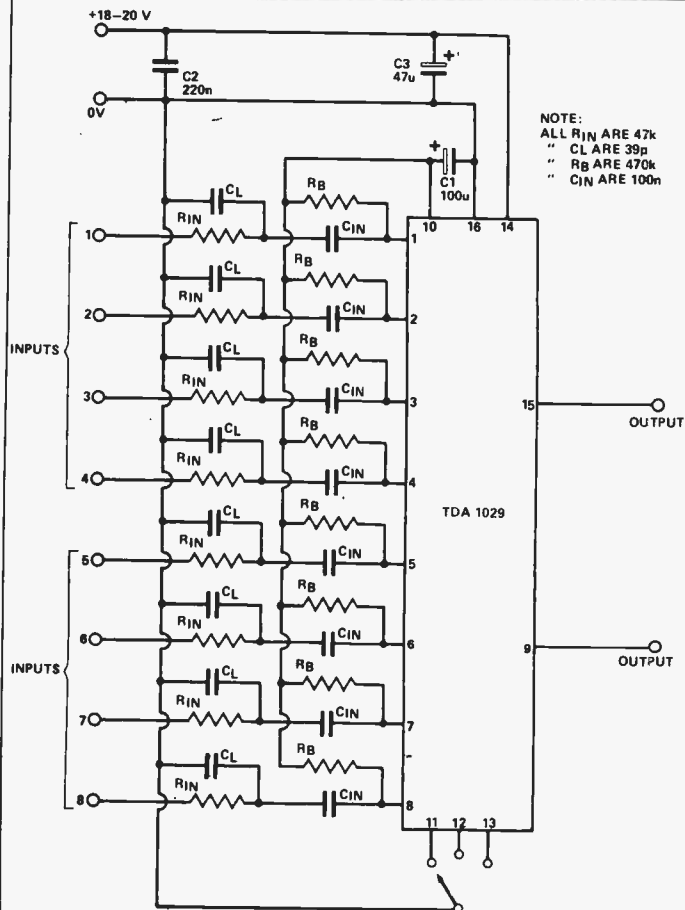 +18–20 V
C2
220n
C3
47u
+
0V
NOTE:
ALL RIN ARE 47k
" CL ARE 39p
" RB ARE 470k
" CIN ARE 100n
+
C1
100u
10
16
14
CL
RB
RIN
CIN
1
1
CL
RB
RIN
CIN
2
2
INPUTS
CL
RB
RIN
CIN
3
3
15
OUTPUT
CL
RB
RIN
CIN
4
4
TDA 1029
CL
RB
RIN
CIN
5
5
CL
RB
RIN
CIN
6
6
9
OUTPUT
INPUTS
CL
RB
RIN
CIN
7
7
CL
RB
RIN
CIN
8
8
11
12
13